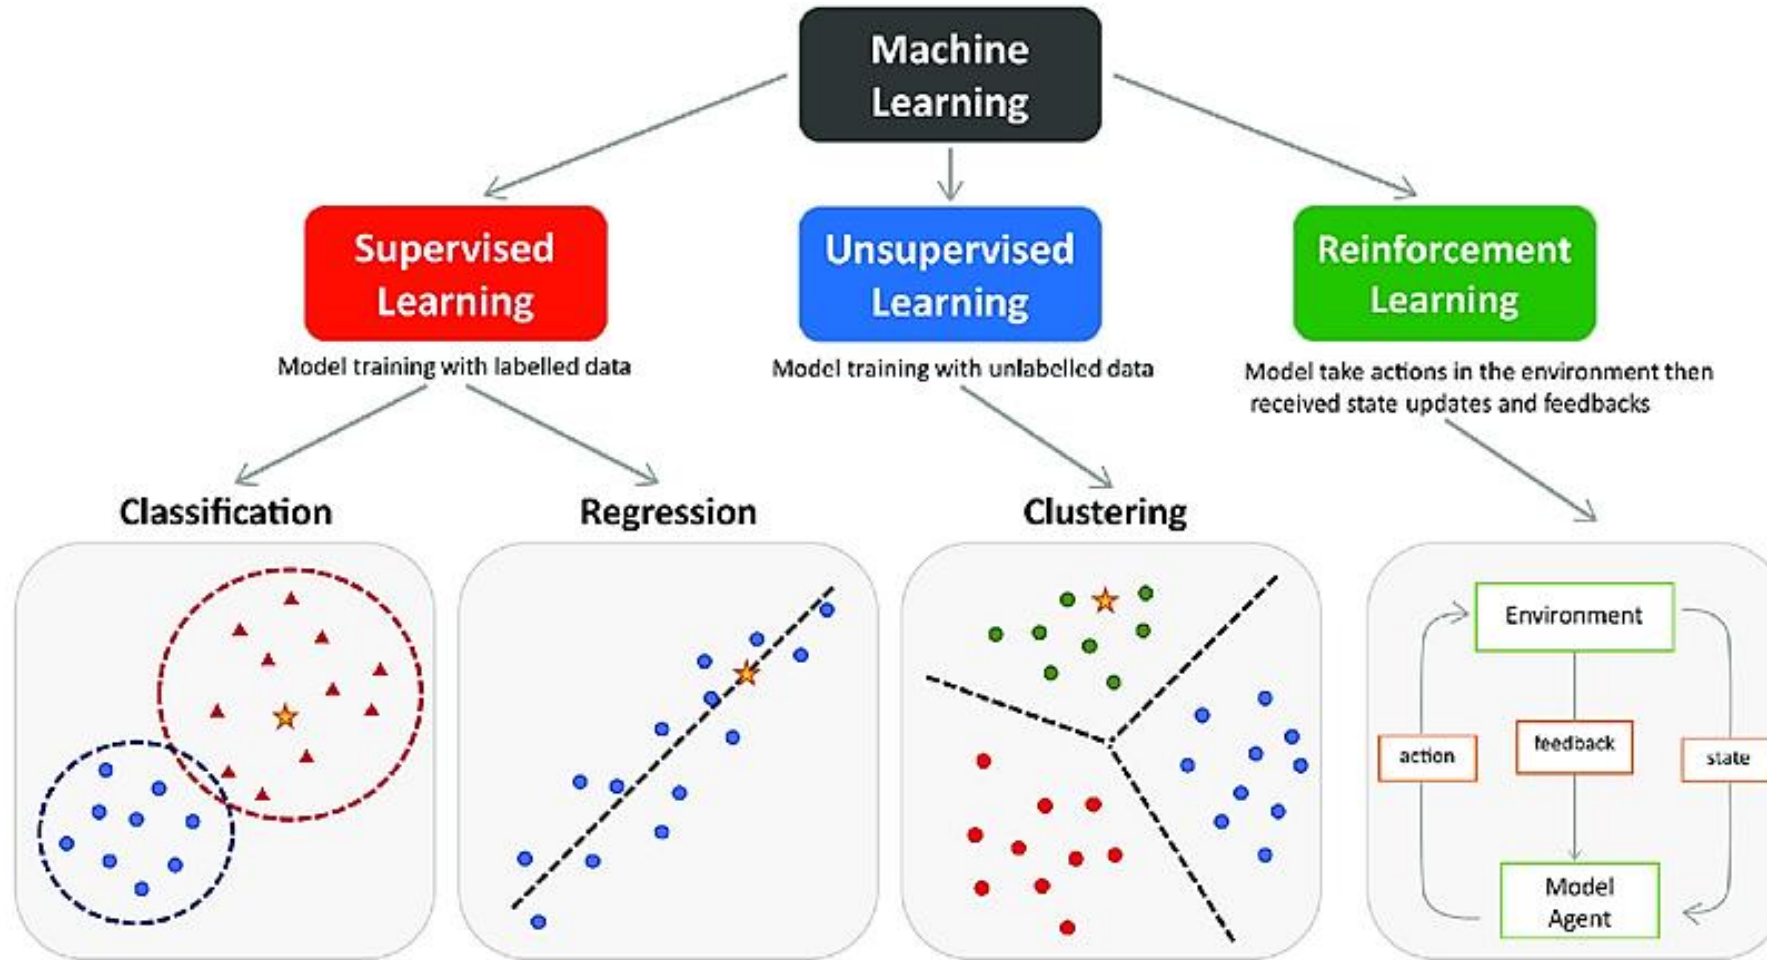 Machine
Learning
Supervised
Learning
Unsupervised
Learning
Reinforcement
Learning
Model training with labelled data
Model training with unlabelled data
Model take actions in the environment then
received state updates and feedbacks
Classification
Regression
Clustering
Environment
action
feedback
state
Model
Agent